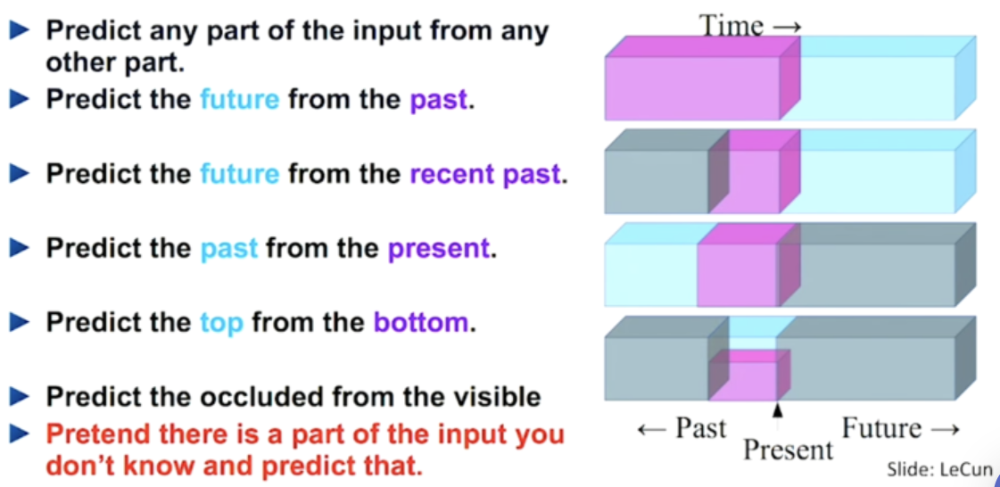 Predict any part of the input from any
other part.
Predict the future from the past.
Predict the future from the recent past.
Predict the past from the present.
Predict the top from the bottom.
Predict the occluded from the visible
Pretend there is a part of the input you
don't know and predict that.
Time →
← Past
Present
Future →
Slide: LeCun